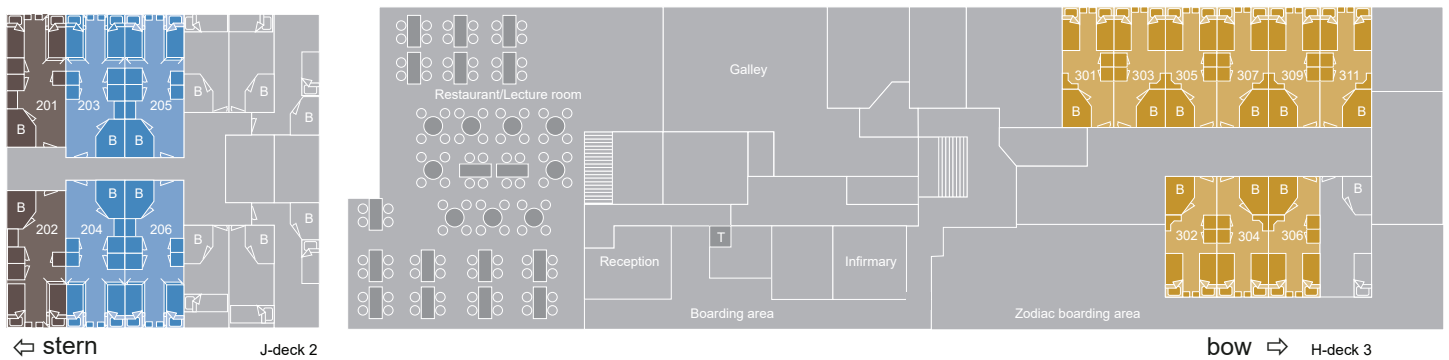 201
203
205
B
B
B
B
B
B
B
B
B
B
B
B
202
204
206
stern
J-deck 2
Galley
Restaurant/Lecture room
T
Reception
Infirmary
Boarding area
Zodiac boarding area
301
303
305
307
309
311
B
B
B
B
B
B
B
B
B
B
302
304
306
bow
H-deck 3